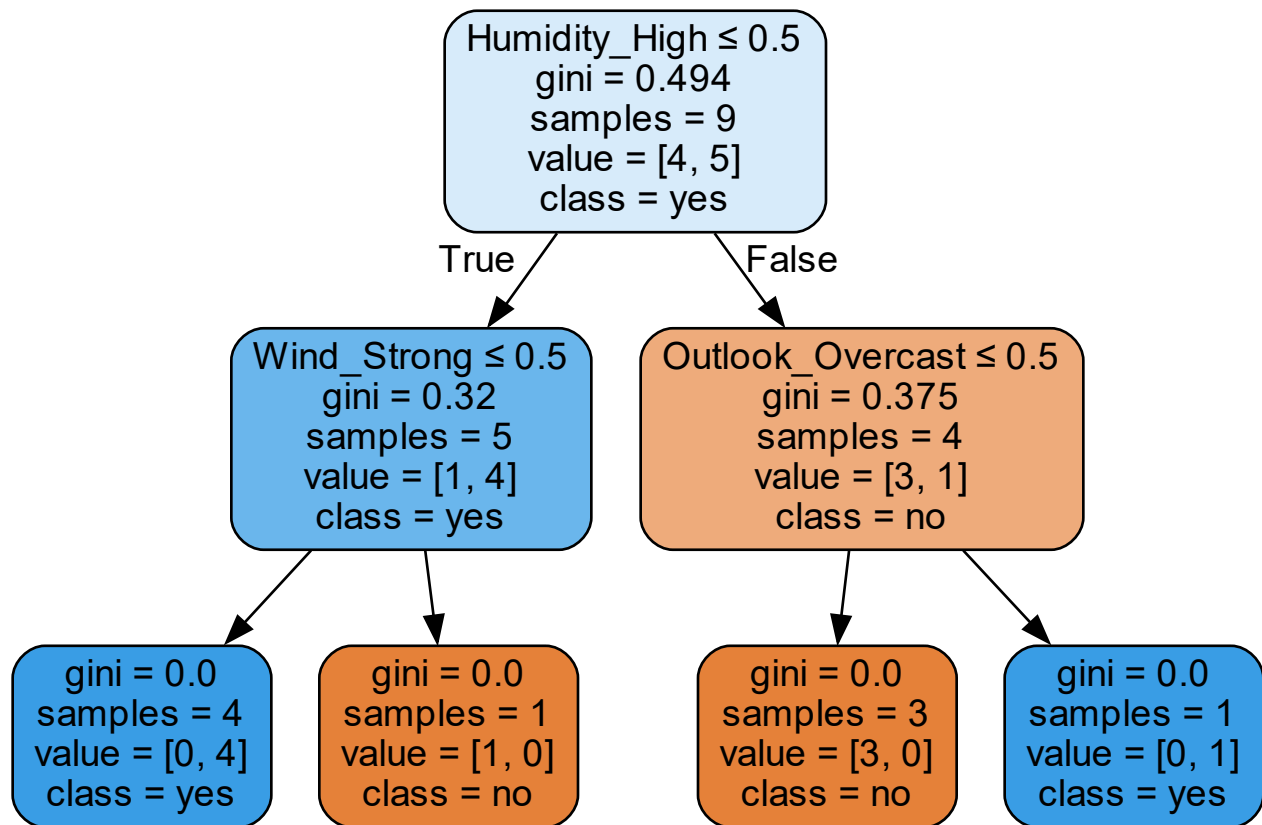 Humidity_High ≤ 0.5
gini = 0.494
samples = 9
value = [4, 5]
class = yes
True
False
Wind_Strong ≤ 0.5
gini = 0.32
samples = 5
value = [1, 4]
class = yes
Outlook_Overcast ≤ 0.5
gini = 0.375
samples = 4
value = [3, 1]
class = no
gini = 0.0
samples = 4
value = [0, 4]
class = yes
gini = 0.0
samples = 1
value = [1, 0]
class = no
gini = 0.0
samples = 3
value = [3, 0]
class = no
gini = 0.0
samples = 1
value = [0, 1]
class = yes